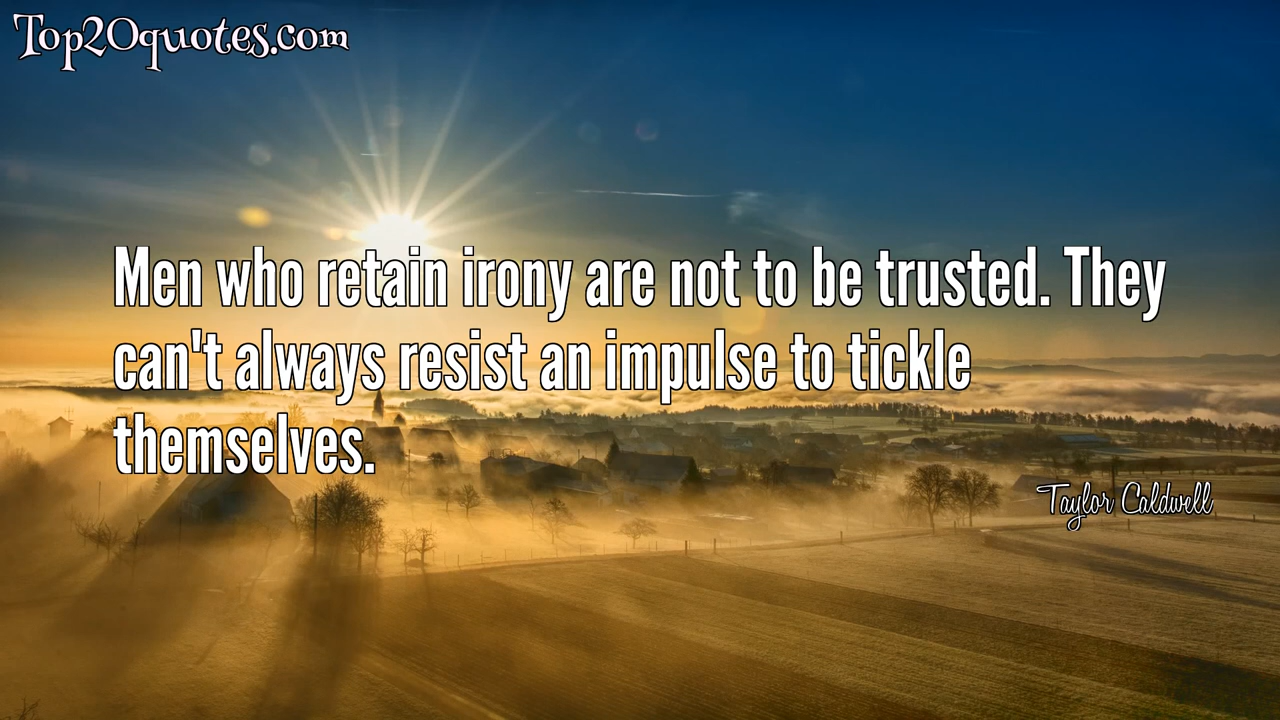 Top20quotes.com
Men who retain irony are not to be trusted. They
can't always resist an impulse to tickle
themselves.
Taylor Caldwell